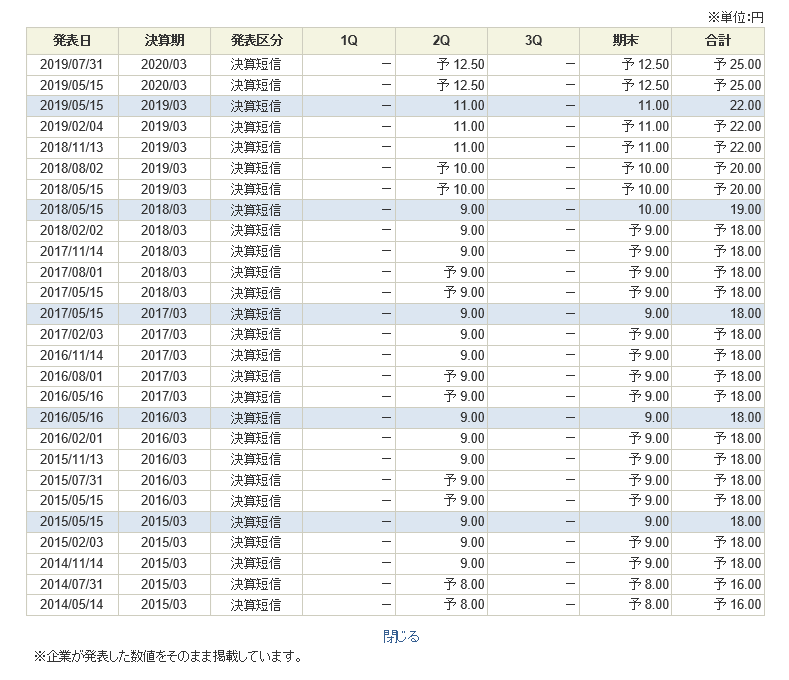 ※単位:円
発表日 決算期 発表区分 1Q 2Q 3Q 期末 合計
2019/07/31 2020/03 決算短信 － 予 12.50 － 予 12.50 予 25.00
2019/05/15 2020/03 決算短信 － 予 12.50 － 予 12.50 予 25.00
2019/05/15 2019/03 決算短信 － 11.00 － 11.00 22.00
2019/02/04 2019/03 決算短信 － 11.00 － 予 11.00 予 22.00
2018/11/13 2019/03 決算短信 － 11.00 － 予 11.00 予 22.00
2018/08/02 2019/03 決算短信 － 予 10.00 － 予 10.00 予 20.00
2018/05/15 2019/03 決算短信 － 予 10.00 － 予 10.00 予 20.00
2018/05/15 2018/03 決算短信 － 9.00 － 10.00 19.00
2018/02/02 2018/03 決算短信 － 9.00 － 予 9.00 予 18.00
2017/11/14 2018/03 決算短信 － 9.00 － 予 9.00 予 18.00
2017/08/01 2018/03 決算短信 － 予 9.00 － 予 9.00 予 18.00
2017/05/15 2018/03 決算短信 － 予 9.00 － 予 9.00 予 18.00
2017/05/15 2017/03 決算短信 － 9.00 － 9.00 18.00
2017/02/03 2017/03 決算短信 － 9.00 － 予 9.00 予 18.00
2016/11/14 2017/03 決算短信 － 9.00 － 予 9.00 予 18.00
2016/08/01 2017/03 決算短信 － 予 9.00 － 予 9.00 予 18.00
2016/05/16 2017/03 決算短信 － 予 9.00 － 予 9.00 予 18.00
2016/05/16 2016/03 決算短信 － 9.00 － 9.00 18.00
2016/02/01 2016/03 決算短信 － 9.00 － 予 9.00 予 18.00
2015/11/13 2016/03 決算短信 － 9.00 － 予 9.00 予 18.00
2015/07/31 2016/03 決算短信 － 予 9.00 － 予 9.00 予 18.00
2015/05/15 2016/03 決算短信 － 予 9.00 － 予 9.00 予 18.00
2015/05/15 2015/03 決算短信 － 9.00 － 9.00 18.00
2015/02/03 2015/03 決算短信 － 9.00 － 予 9.00 予 18.00
2014/11/14 2015/03 決算短信 － 9.00 － 予 9.00 予 18.00
2014/07/31 2015/03 決算短信 － 予 8.00 － 予 8.00 予 16.00
2014/05/14 2015/03 決算短信 － 予 8.00 － 予 8.00 予 16.00
閉じる
※企業が発表した数値をそのまま掲載しています。